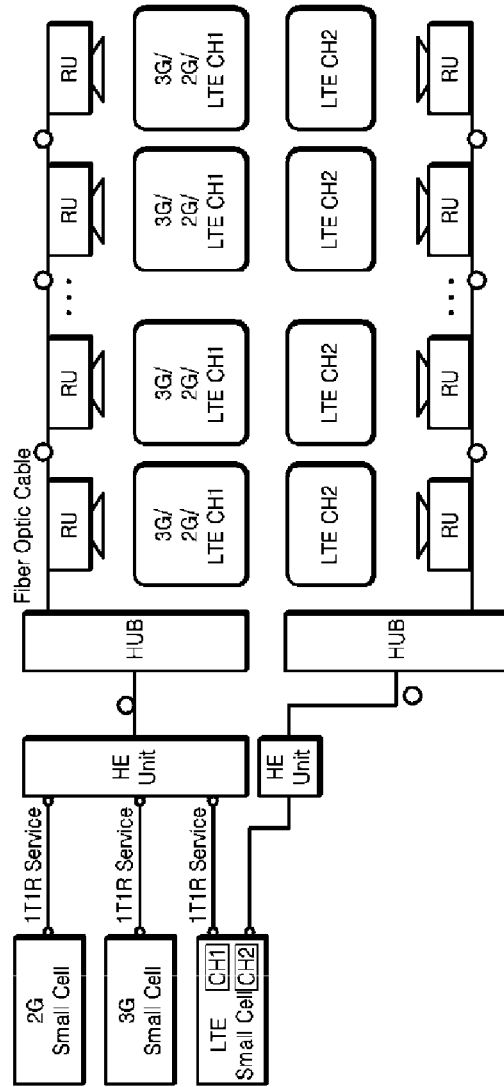 2G
Small Cell
3G
Small Cell
LTE
Small Cell
CH1
CH2
1T1R Service
1T1R Service
1T1R Service
HE
Unit
HE
Unit
HUB
HUB
Fiber Optic Cable
RU
RU
...
RU
RU
3G/
2G/
LTE CH1
3G/
2G/
LTE CH1
3G/
2G/
LTE CH1
3G/
2G/
LTE CH1
LTE CH2
LTE CH2
LTE CH2
LTE CH2
RU
RU
...
RU
RU